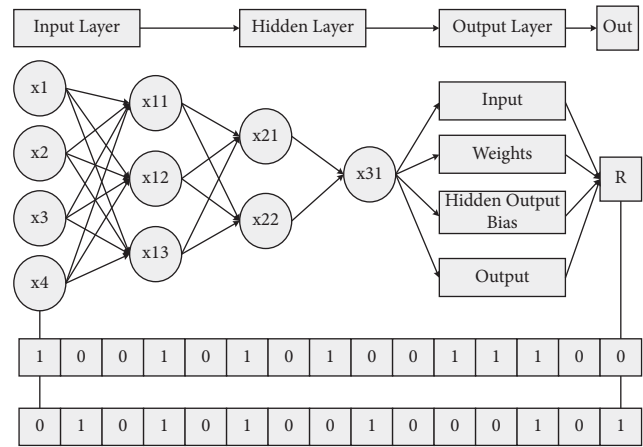 Input Layer Hidden Layer Output Layer Out
x1
x2
x3
x4
x11
x12
x13
x21
x22
x31
Input
Weights
Hidden Output
Bias
Output
R
1 0 0 1 0 1 0 1 0 0 1 1 1 0 0
0 1 0 1 0 1 0 0 1 0 0 0 1 0 1